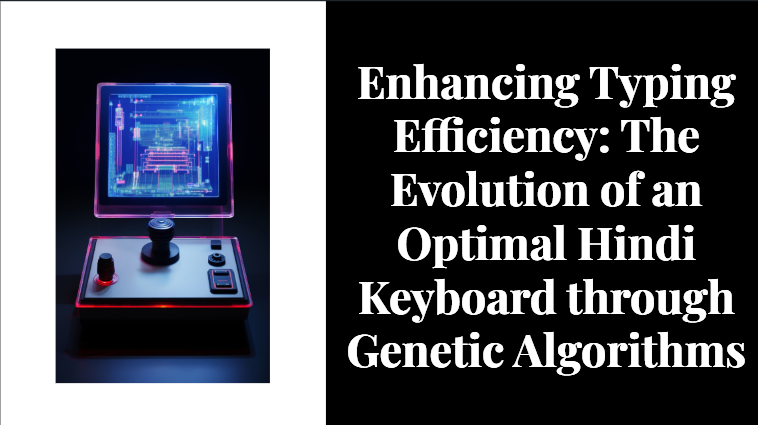 Enhancing Typing
Efficiency: The
Evolution of an
Optimal Hindi
Keyboard through
Genetic Algorithms